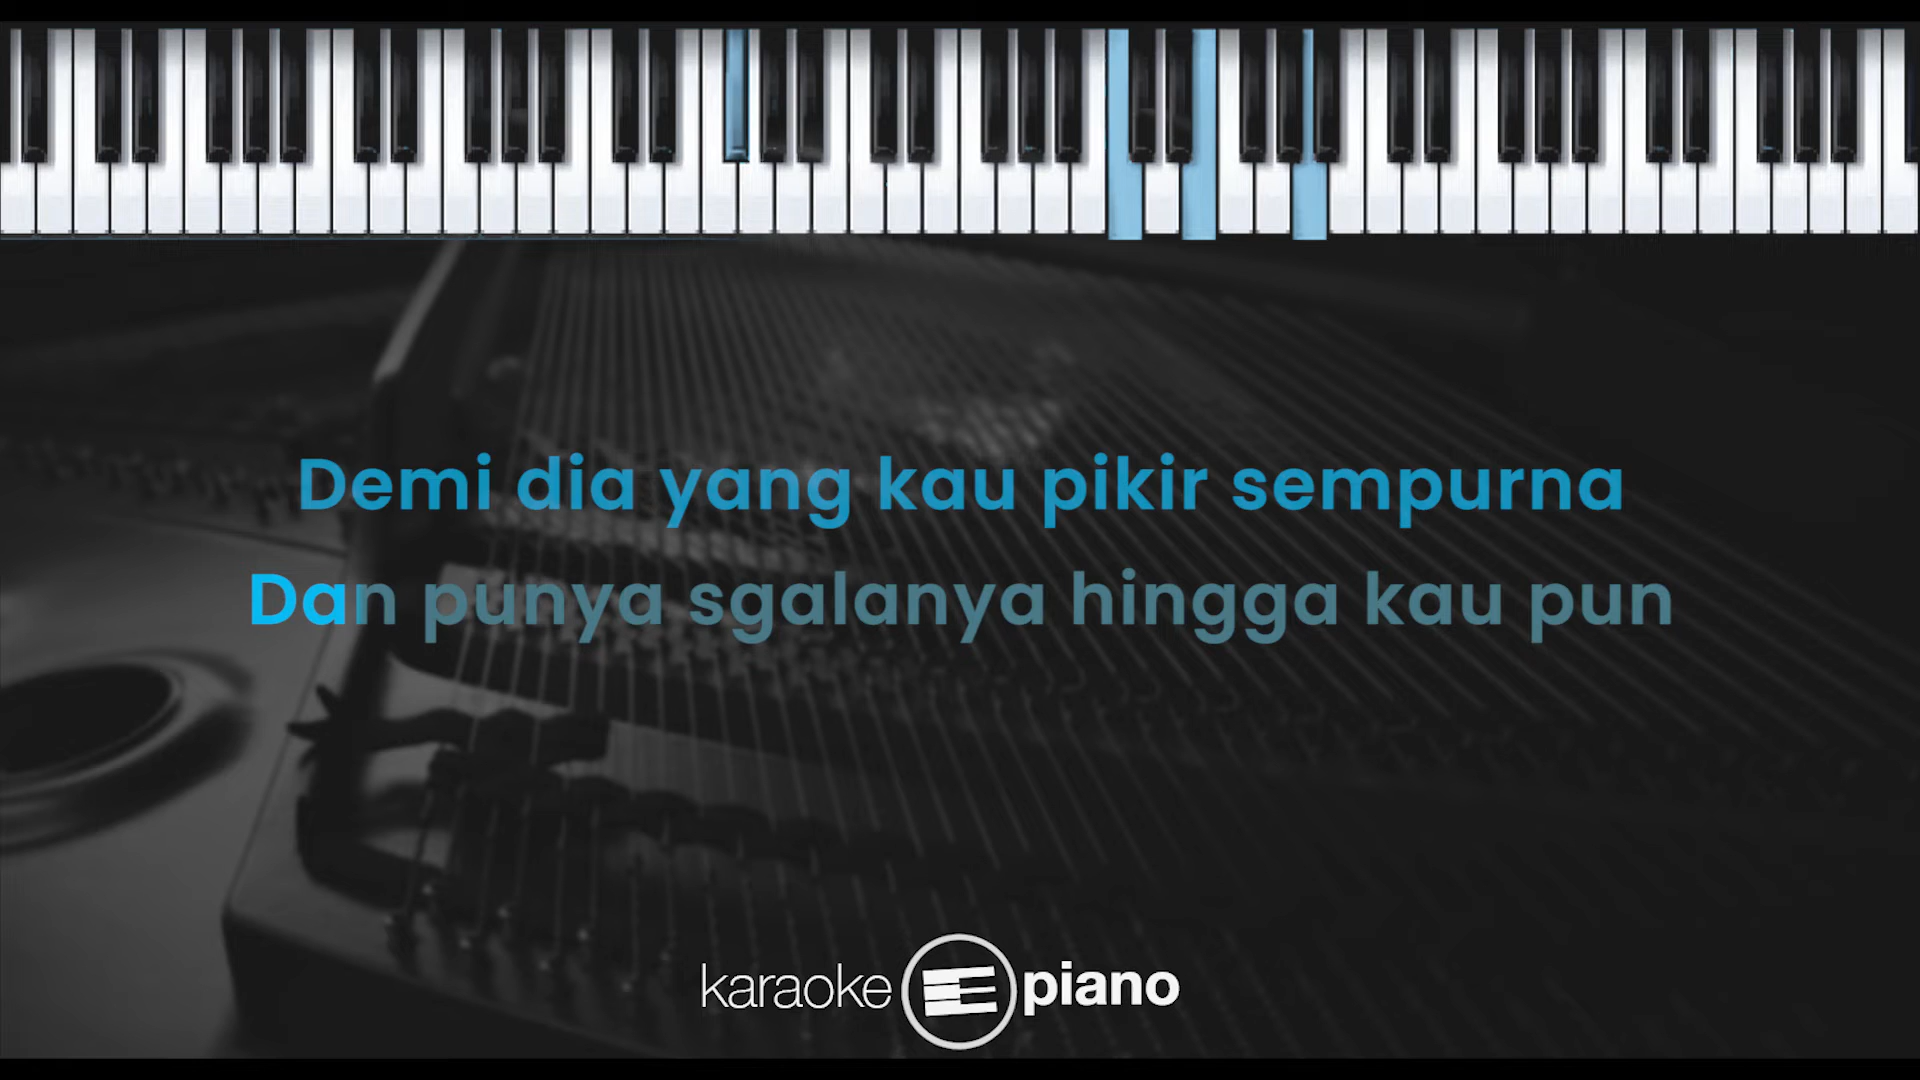 Demi dia yang kau pikir sempurna
Dan punya sgalanya hingga kau pun
karaoke piano